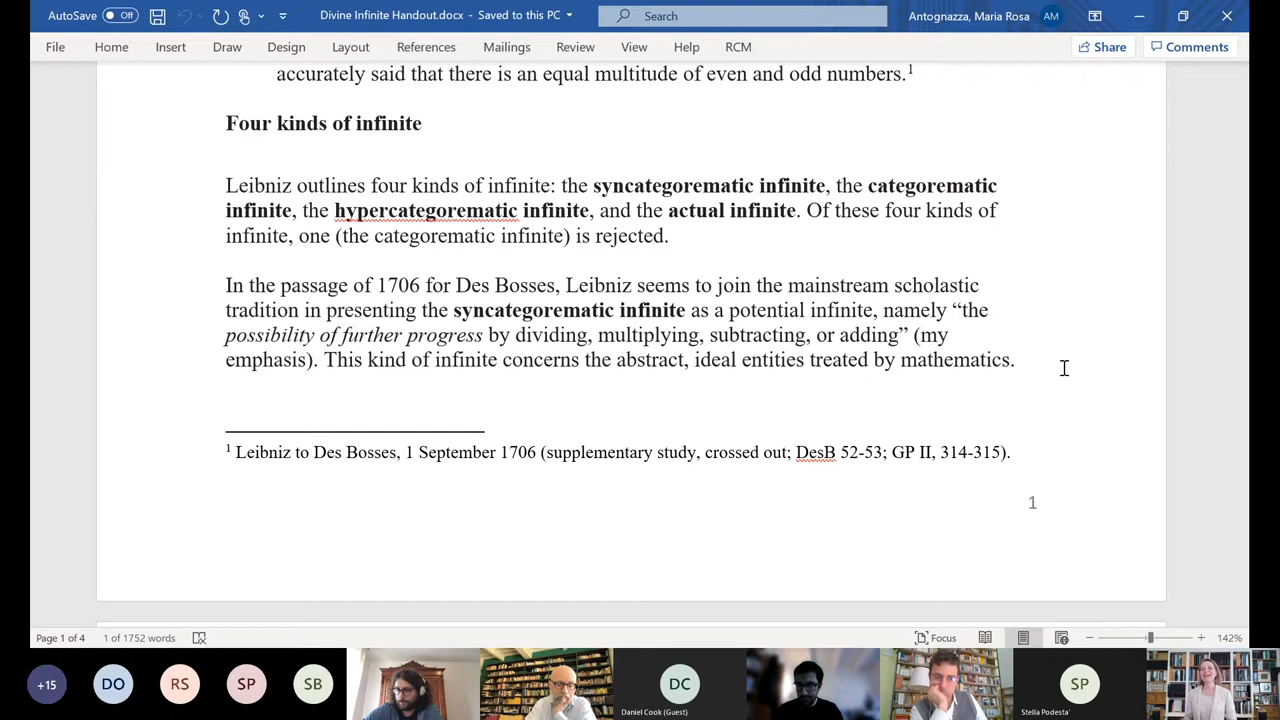 AutoSave Off Divine Infinite Handout.docx - Saved to this PC Search Antognazza, Maria Rosa AM
File Home Insert Draw Design Layout References Mailings Review View Help RCM Share Comments
accurately said that there is an equal multitude of even and odd numbers.1
Four kinds of infinite
Leibniz outlines four kinds of infinite: the syncategorematic infinite, the categorematic
infinite, the hypercategorematic infinite, and the actual infinite. Of these four kinds of
infinite, one (the categorematic infinite) is rejected.
In the passage of 1706 for Des Bosses, Leibniz seems to join the mainstream scholastic
tradition in presenting the syncategorematic infinite as a potential infinite, namely “the
possibility of further progress by dividing, multiplying, subtracting, or adding” (my
emphasis). This kind of infinite concerns the abstract, ideal entities treated by mathematics.
1 Leibniz to Des Bosses, 1 September 1706 (supplementary study, crossed out; DesB 52-53; GP II, 314-315).
1
Page 1 of 4 1 of 1752 words Focus 142%
+15 DO RS SP SB DC SP
Daniel Cook (Guest) Stella Podesta'